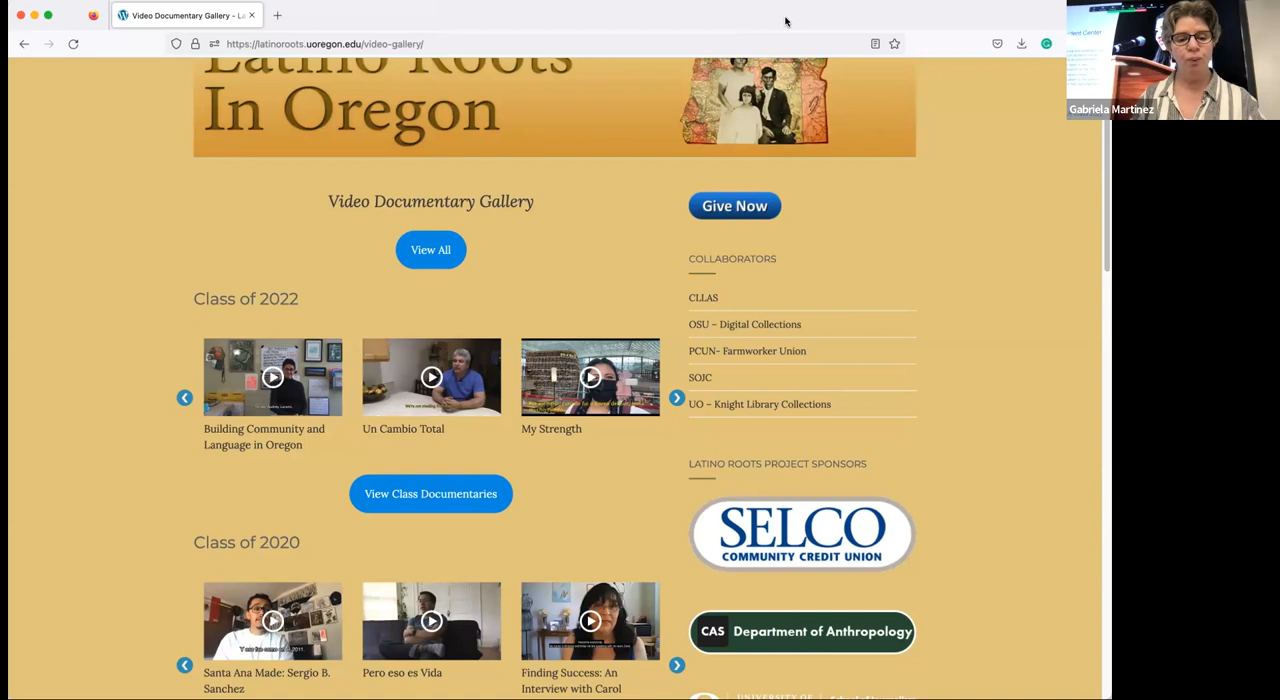 Video Documentary Gallery - La
https://latinoroots.uoregon.edu/video-gallery/
Gabriela Martínez
Latino Roots
In Oregon
Video Documentary Gallery
View All
Class of 2022
Building Community and
Language in Oregon
Un Cambio Total
My Strength
View Class Documentaries
Class of 2020
Santa Ana Made: Sergio B.
Sanchez
Pero eso es Vida
Finding Success: An
Interview with Carol
Give Now
COLLABORATORS
CLLAS
OSU – Digital Collections
PCUN- Farmworker Union
SOJC
UO – Knight Library Collections
LATINO ROOTS PROJECT SPONSORS
SELCO
COMMUNITY CREDIT UNION
CAS Department of Anthropology